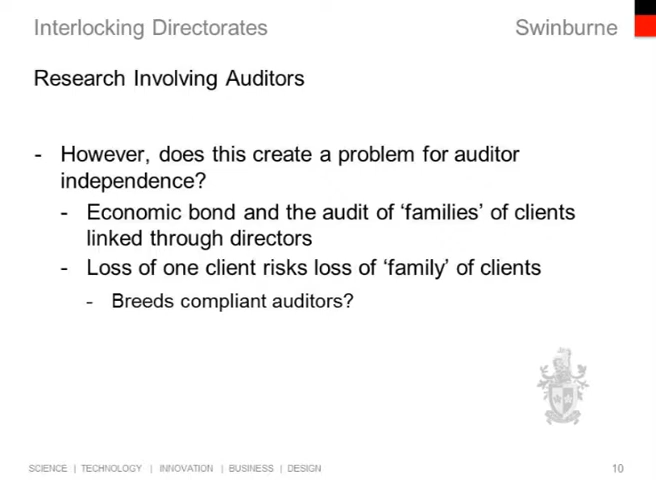 Interlocking Directorates
Swinburne
Research Involving Auditors
- However, does this create a problem for auditor
independence?
- Economic bond and the audit of ‘families’ of clients
linked through directors
- Loss of one client risks loss of ‘family’ of clients
- Breeds compliant auditors?
SCIENCE | TECHNOLOGY | INNOVATION | BUSINESS | DESIGN
10